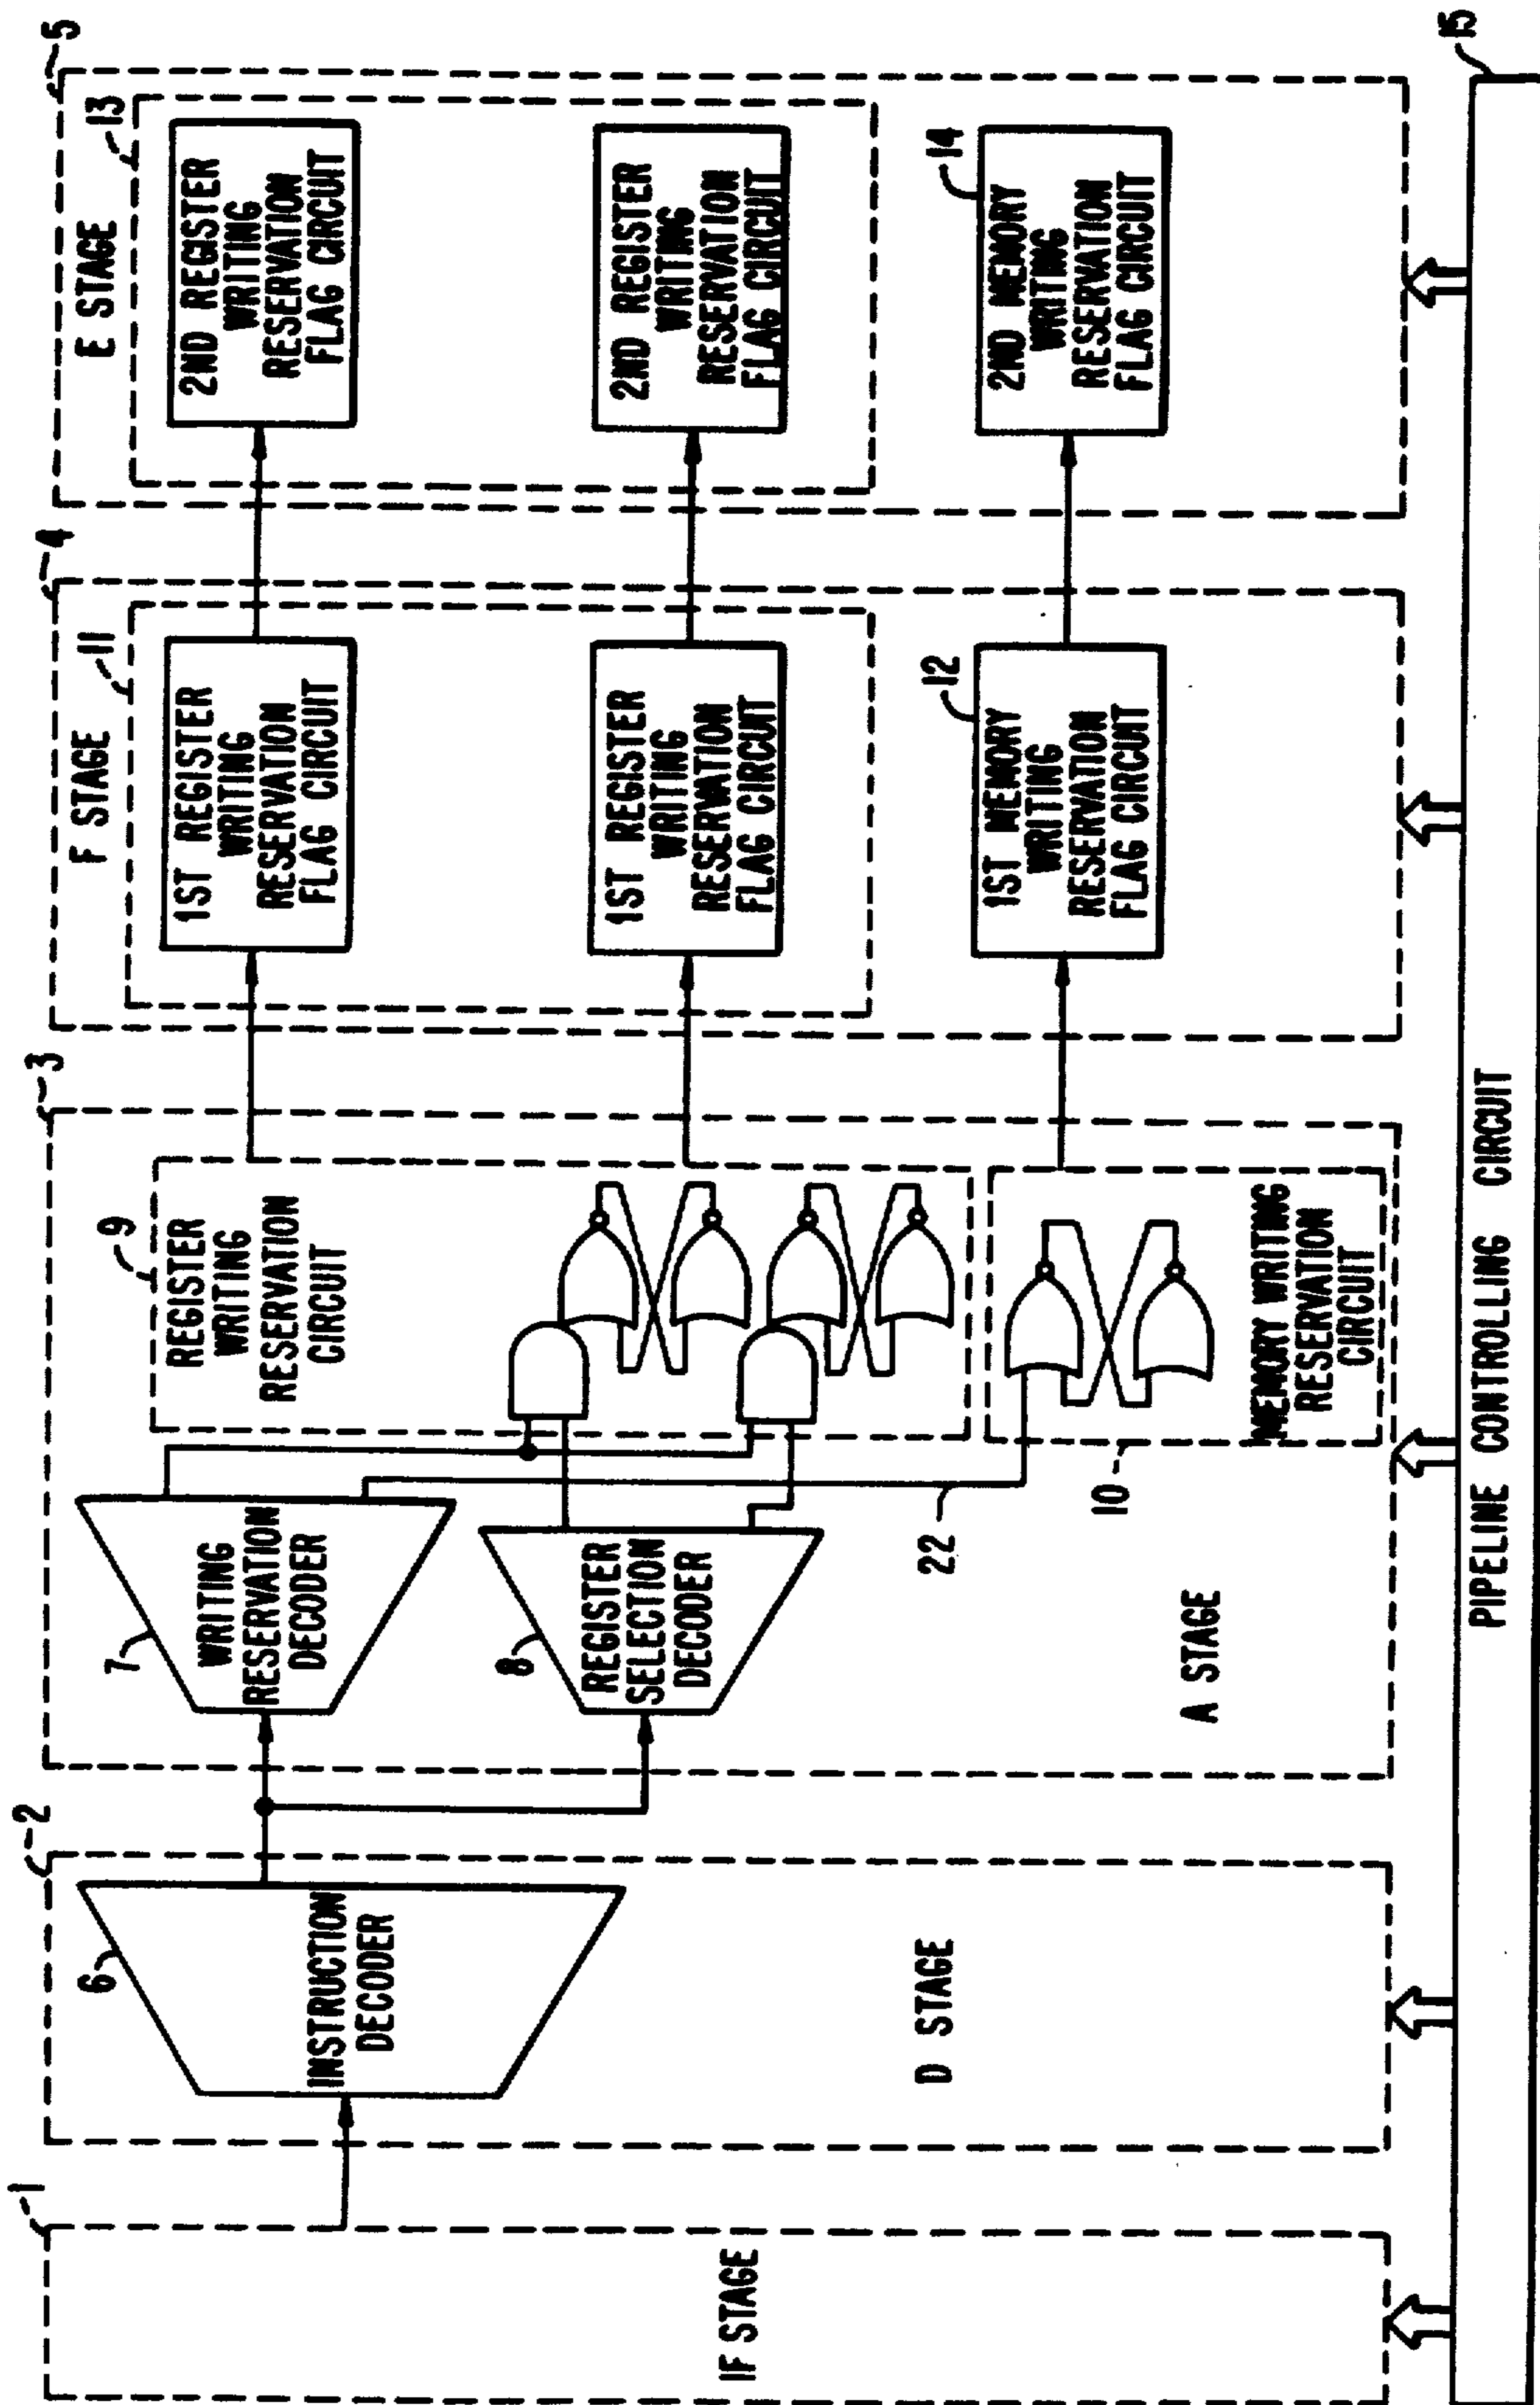 1
IF STAGE
2
6
INSTRUCTION
DECODER
D STAGE
3
7
WRITING
RESERVATION
DECODER
8
REGISTER
SELECTION
DECODER
22
A STAGE
9
REGISTER
WRITING
RESERVATION
CIRCUIT
10
MEMORY WRITING
RESERVATION
CIRCUIT
4
F STAGE
11
1ST REGISTER
WRITING
RESERVATION
FLAG CIRCUIT
1ST REGISTER
WRITING
RESERVATION
FLAG CIRCUIT
12
1ST MEMORY
WRITING
RESERVATION
FLAG CIRCUIT
5
E STAGE
13
2ND REGISTER
WRITING
RESERVATION
FLAG CIRCUIT
2ND REGISTER
WRITING
RESERVATION
FLAG CIRCUIT
14
2ND MEMORY
WRITING
RESERVATION
FLAG CIRCUIT
15
PIPELINE CONTROLLING CIRCUIT